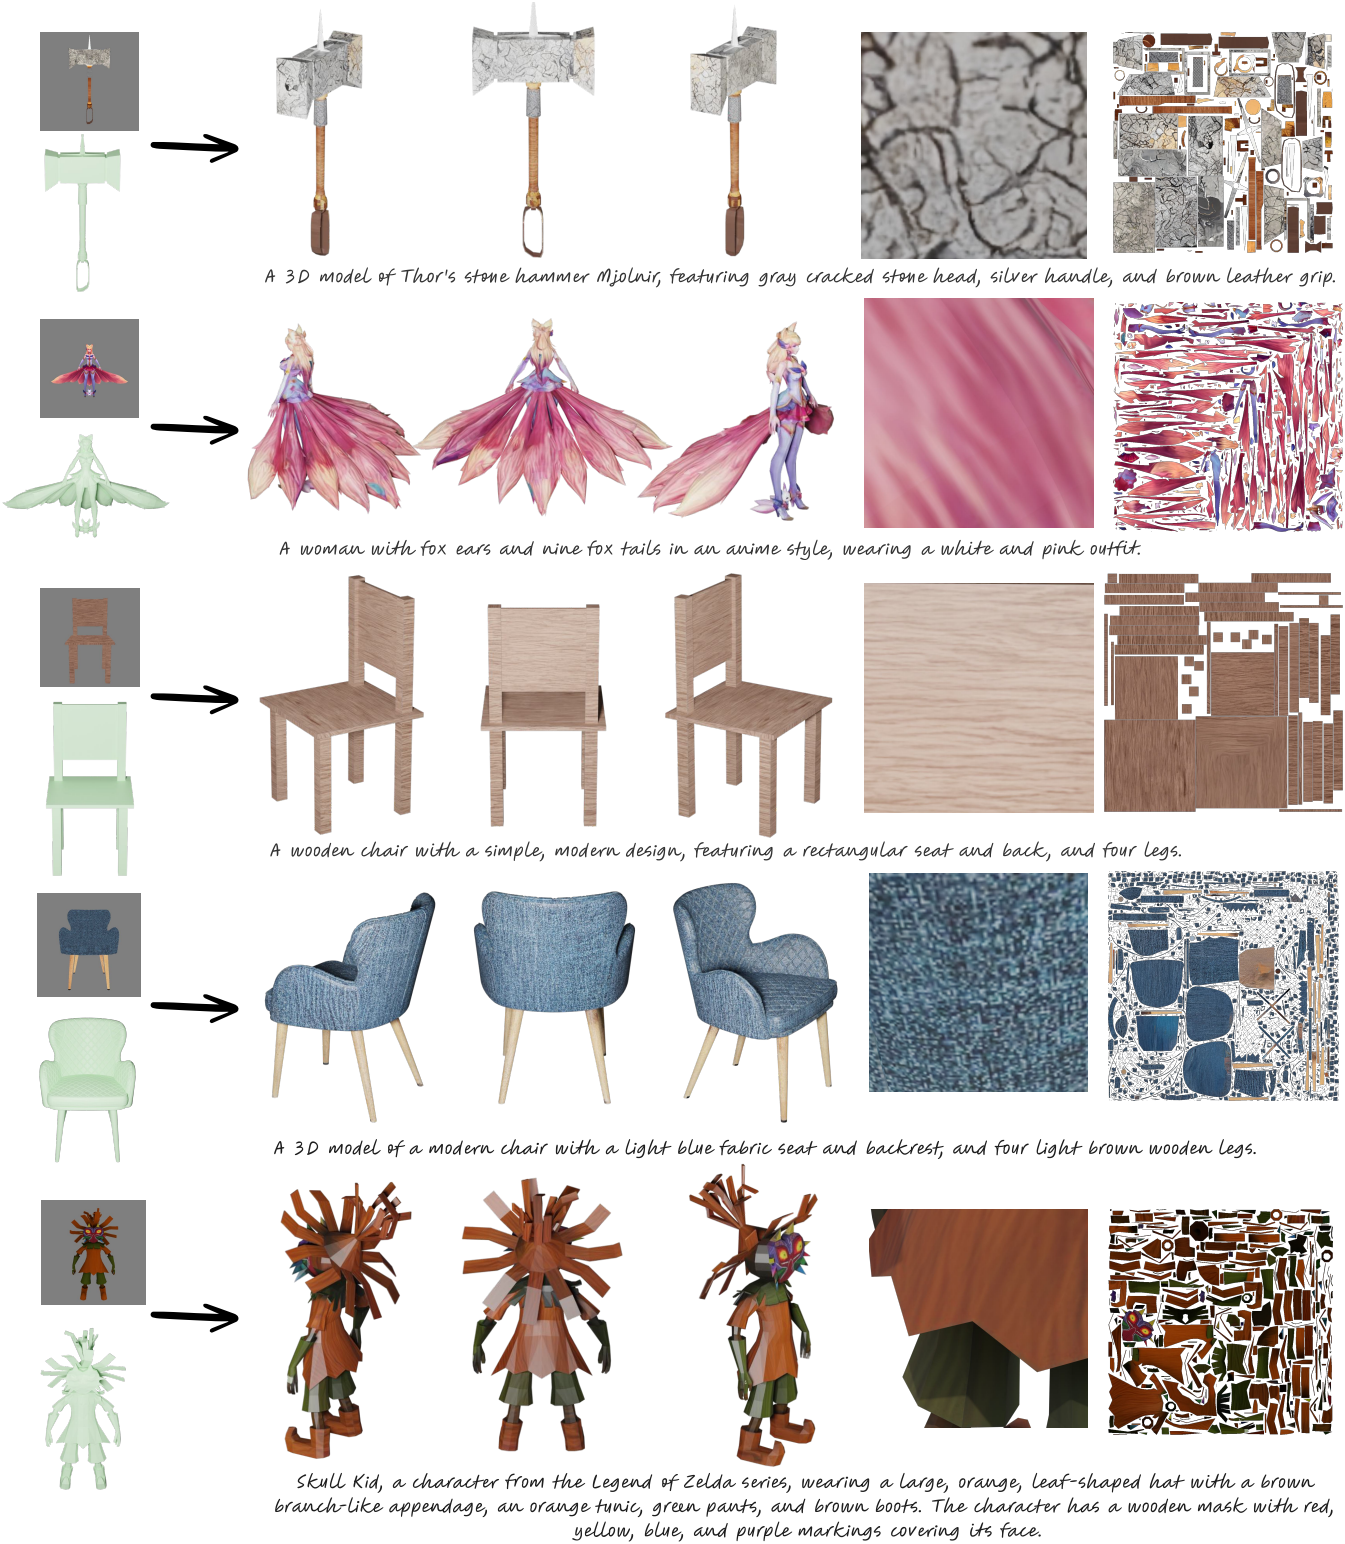 A 3D model of Thor's stone hammer Mjolnir, featuring gray cracked stone head, silver handle, and brown leather grip.
A woman with fox ears and nine fox tails in an anime style, wearing a white and pink outfit.
A wooden chair with a simple, modern design, featuring a rectangular seat and back, and four legs.
A 3D model of a modern chair with a light blue fabric seat and backrest, and four light brown wooden legs.
Skull Kid, a character from the Legend of Zelda series, wearing a large, orange, leaf-shaped hat with a brown
branch-like appendage, an orange tunic, green pants, and brown boots. The character has a wooden mask with red,
yellow, blue, and purple markings covering its face.